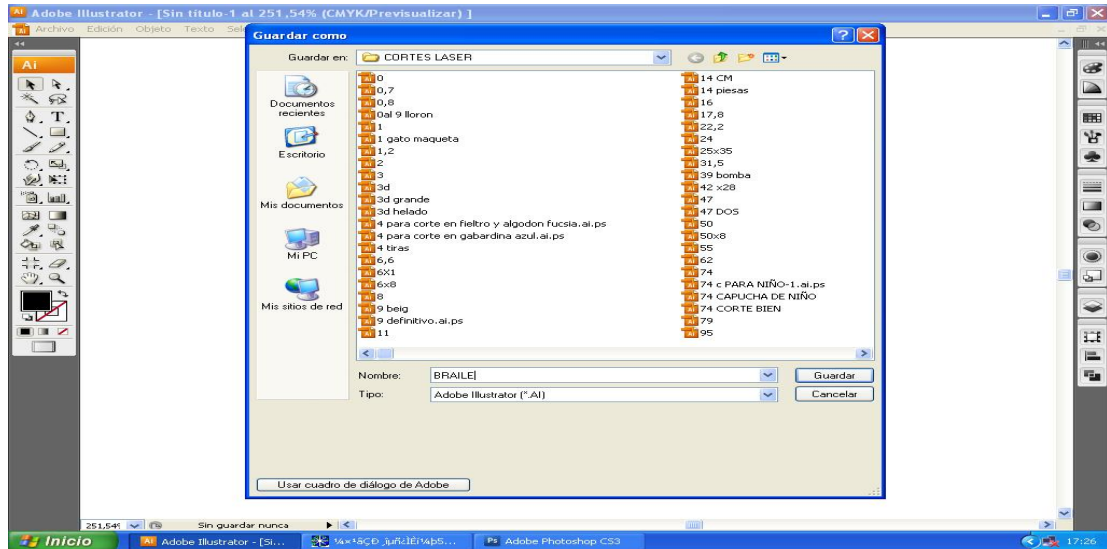 Adobe Illustrator - [Sin título-1 al 251,54% (CMYK/Previsualizar) ]
Archivo Edición Objeto Texto
Guardar como
Guardar en: CORTES LASER
Ai
Documentos recientes
Escritorio
Mis documentos
Mi PC
Mis sitios de red
0
0,7
0,8
0al 9 lloron
1
1 gato maqueta
1,2
2
3
3d
3d grande
3d helado
4 para corte en fieltro y algodon fucsia.ai.ps
4 para corte en gabardina azul.ai.ps
4 tiras
6,6
6X1
6x8
8
9 beig
9 definitivo.ai.ps
11
14 CM
14 piesas
16
17,8
22,2
24
25x35
31,5
39 bomba
42 x28
47
47 DOS
50
50x8
55
62
74
74 c PARA NIÑO-1.ai.ps
74 CAPUCHA DE NIÑO
74 CORTE BIEN
79
95
Nombre: BRAILE
Guardar
Tipo: Adobe Illustrator (*.AI)
Cancelar
Usar cuadro de diálogo de Adobe
Sin guardar nunca
Inicio
Adobe Illustrator - [Si...
Adobe Photoshop CS3
17:26